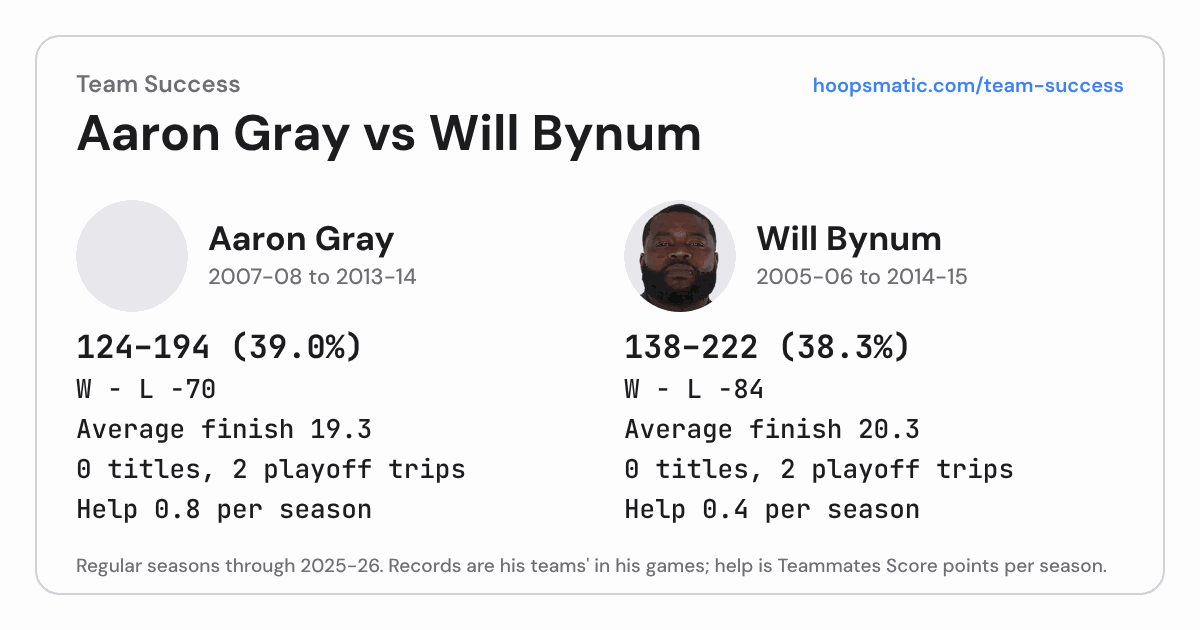 Team Success
hoopsmatic.com/team-success
Aaron Gray vs Will Bynum
Aaron Gray
2007-08 to 2013-14
124-194 (39.0%)
W - L -70
Average finish 19.3
0 titles, 2 playoff trips
Help 0.8 per season
Will Bynum
2005-06 to 2014-15
138-222 (38.3%)
W - L -84
Average finish 20.3
0 titles, 2 playoff trips
Help 0.4 per season
Regular seasons through 2025-26. Records are his teams' in his games; help is Teammates Score points per season.